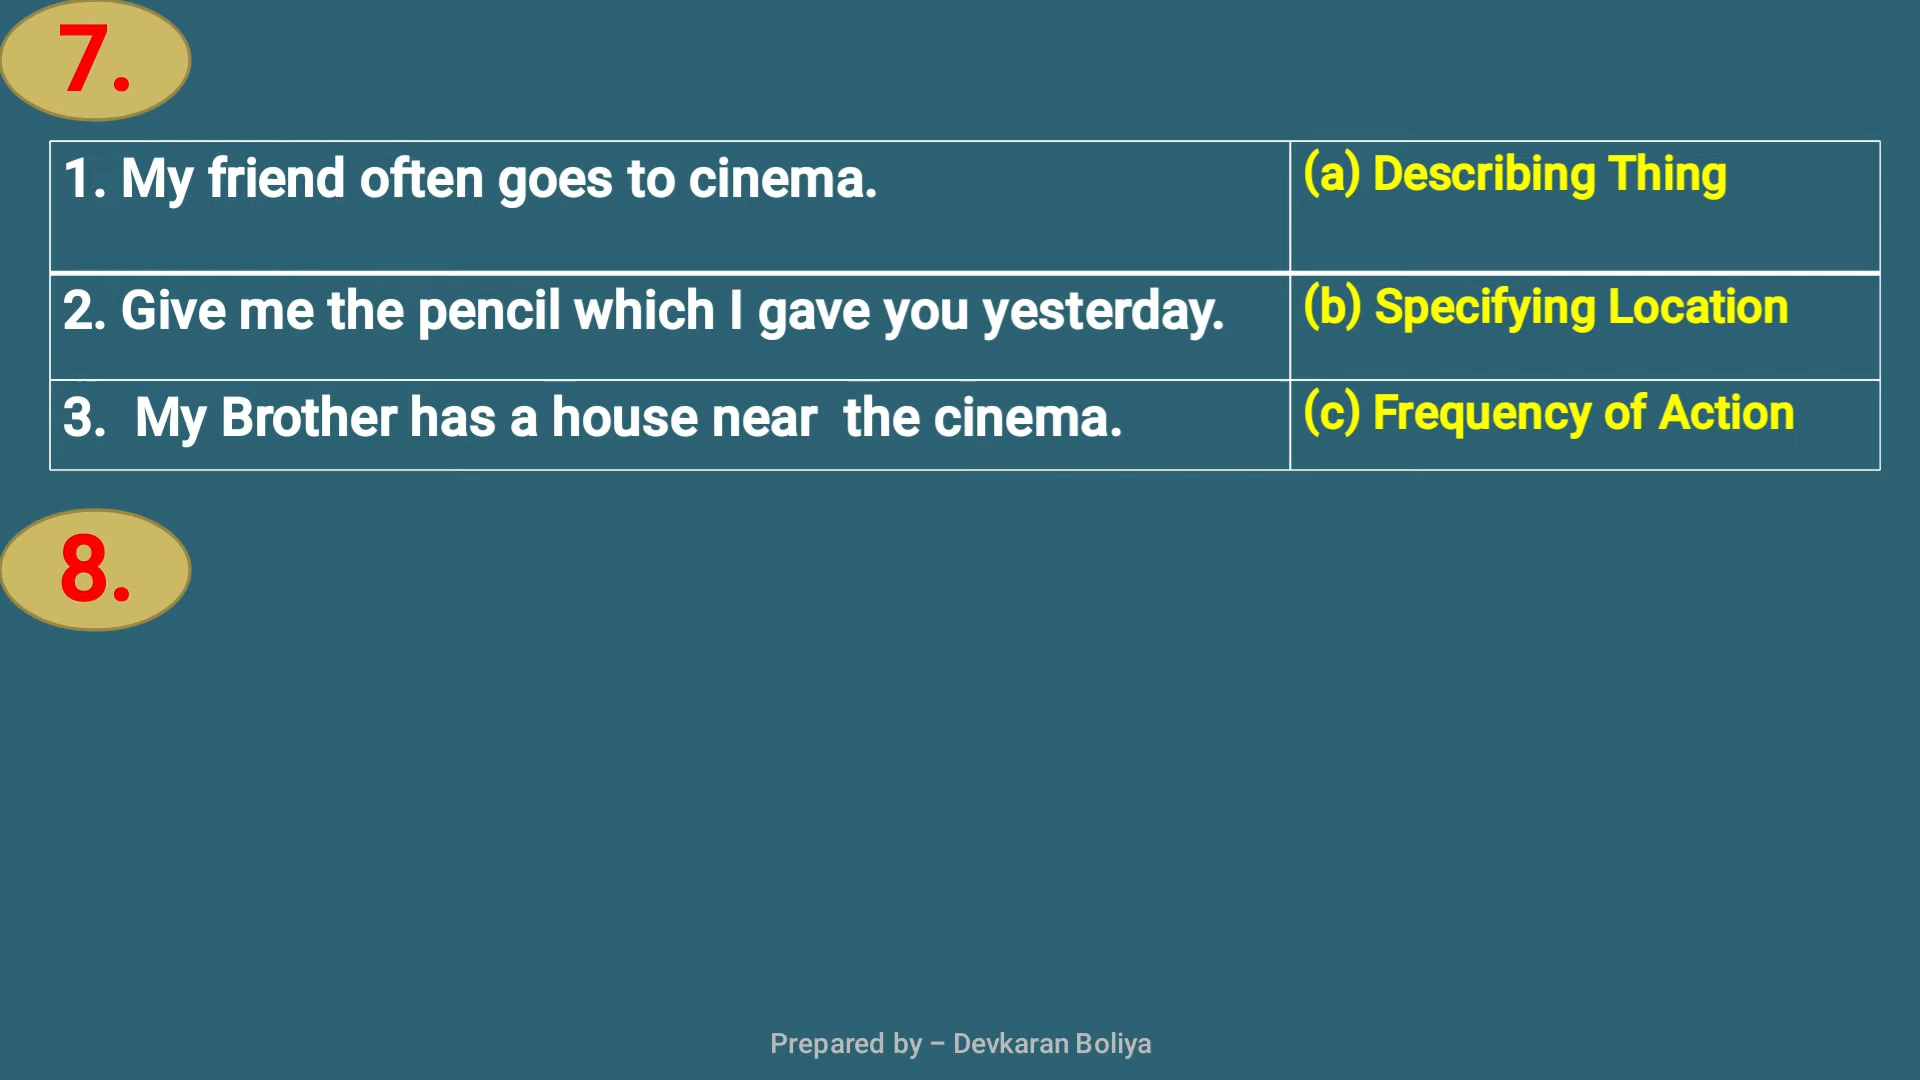 7.
1. My friend often goes to cinema. (a) Describing Thing
2. Give me the pencil which I gave you yesterday. (b) Specifying Location
3. My Brother has a house near the cinema. (c) Frequency of Action
8.
Prepared by – Devkaran Boliya